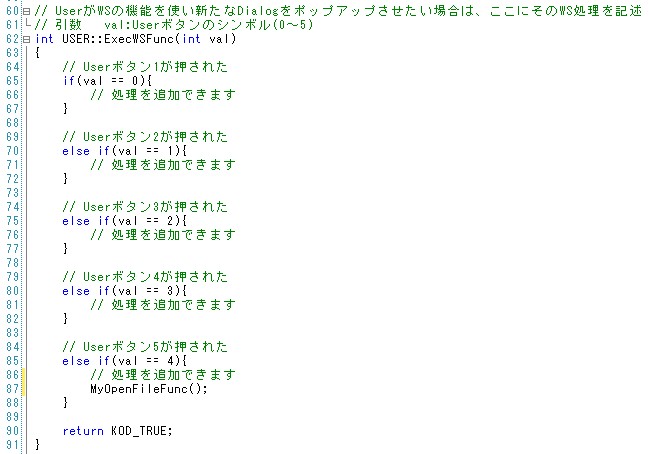 60 // UserがWSの機能を使い新たなDialogをポップアップさせたい場合は、ここにそのWS処理を記述
61 // 引数　 val:Userボタンのシンボル(0～5)
62 int USER::ExecWSFunc(int val)
63 {
64     // Userボタン1が押された
65     if(val == 0){
66         // 処理を追加できます
67     }
68
69     // Userボタン2が押された
70     else if(val == 1){
71         // 処理を追加できます
72     }
73
74     // Userボタン3が押された
75     else if(val == 2){
76         // 処理を追加できます
77     }
78
79     // Userボタン4が押された
80     else if(val == 3){
81         // 処理を追加できます
82     }
83
84     // Userボタン5が押された
85     else if(val == 4){
86         // 処理を追加できます
87         MyOpenFileFunc();
88     }
89
90     return KOD_TRUE;
91 }